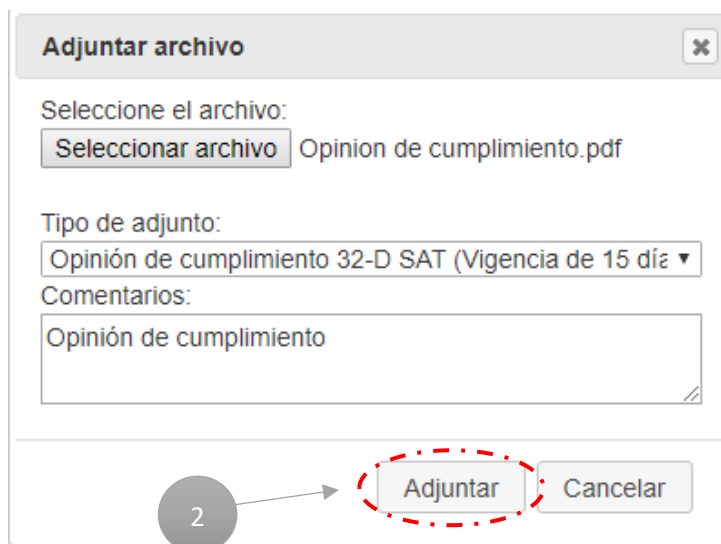 Adjuntar archivo
Seleccione el archivo:
Seleccionar archivo Opinion de cumplimiento.pdf
Tipo de adjunto:
Opinión de cumplimiento 32-D SAT (Vigencia de 15 día
Comentarios:
Opinión de cumplimiento
Adjuntar Cancelar
2